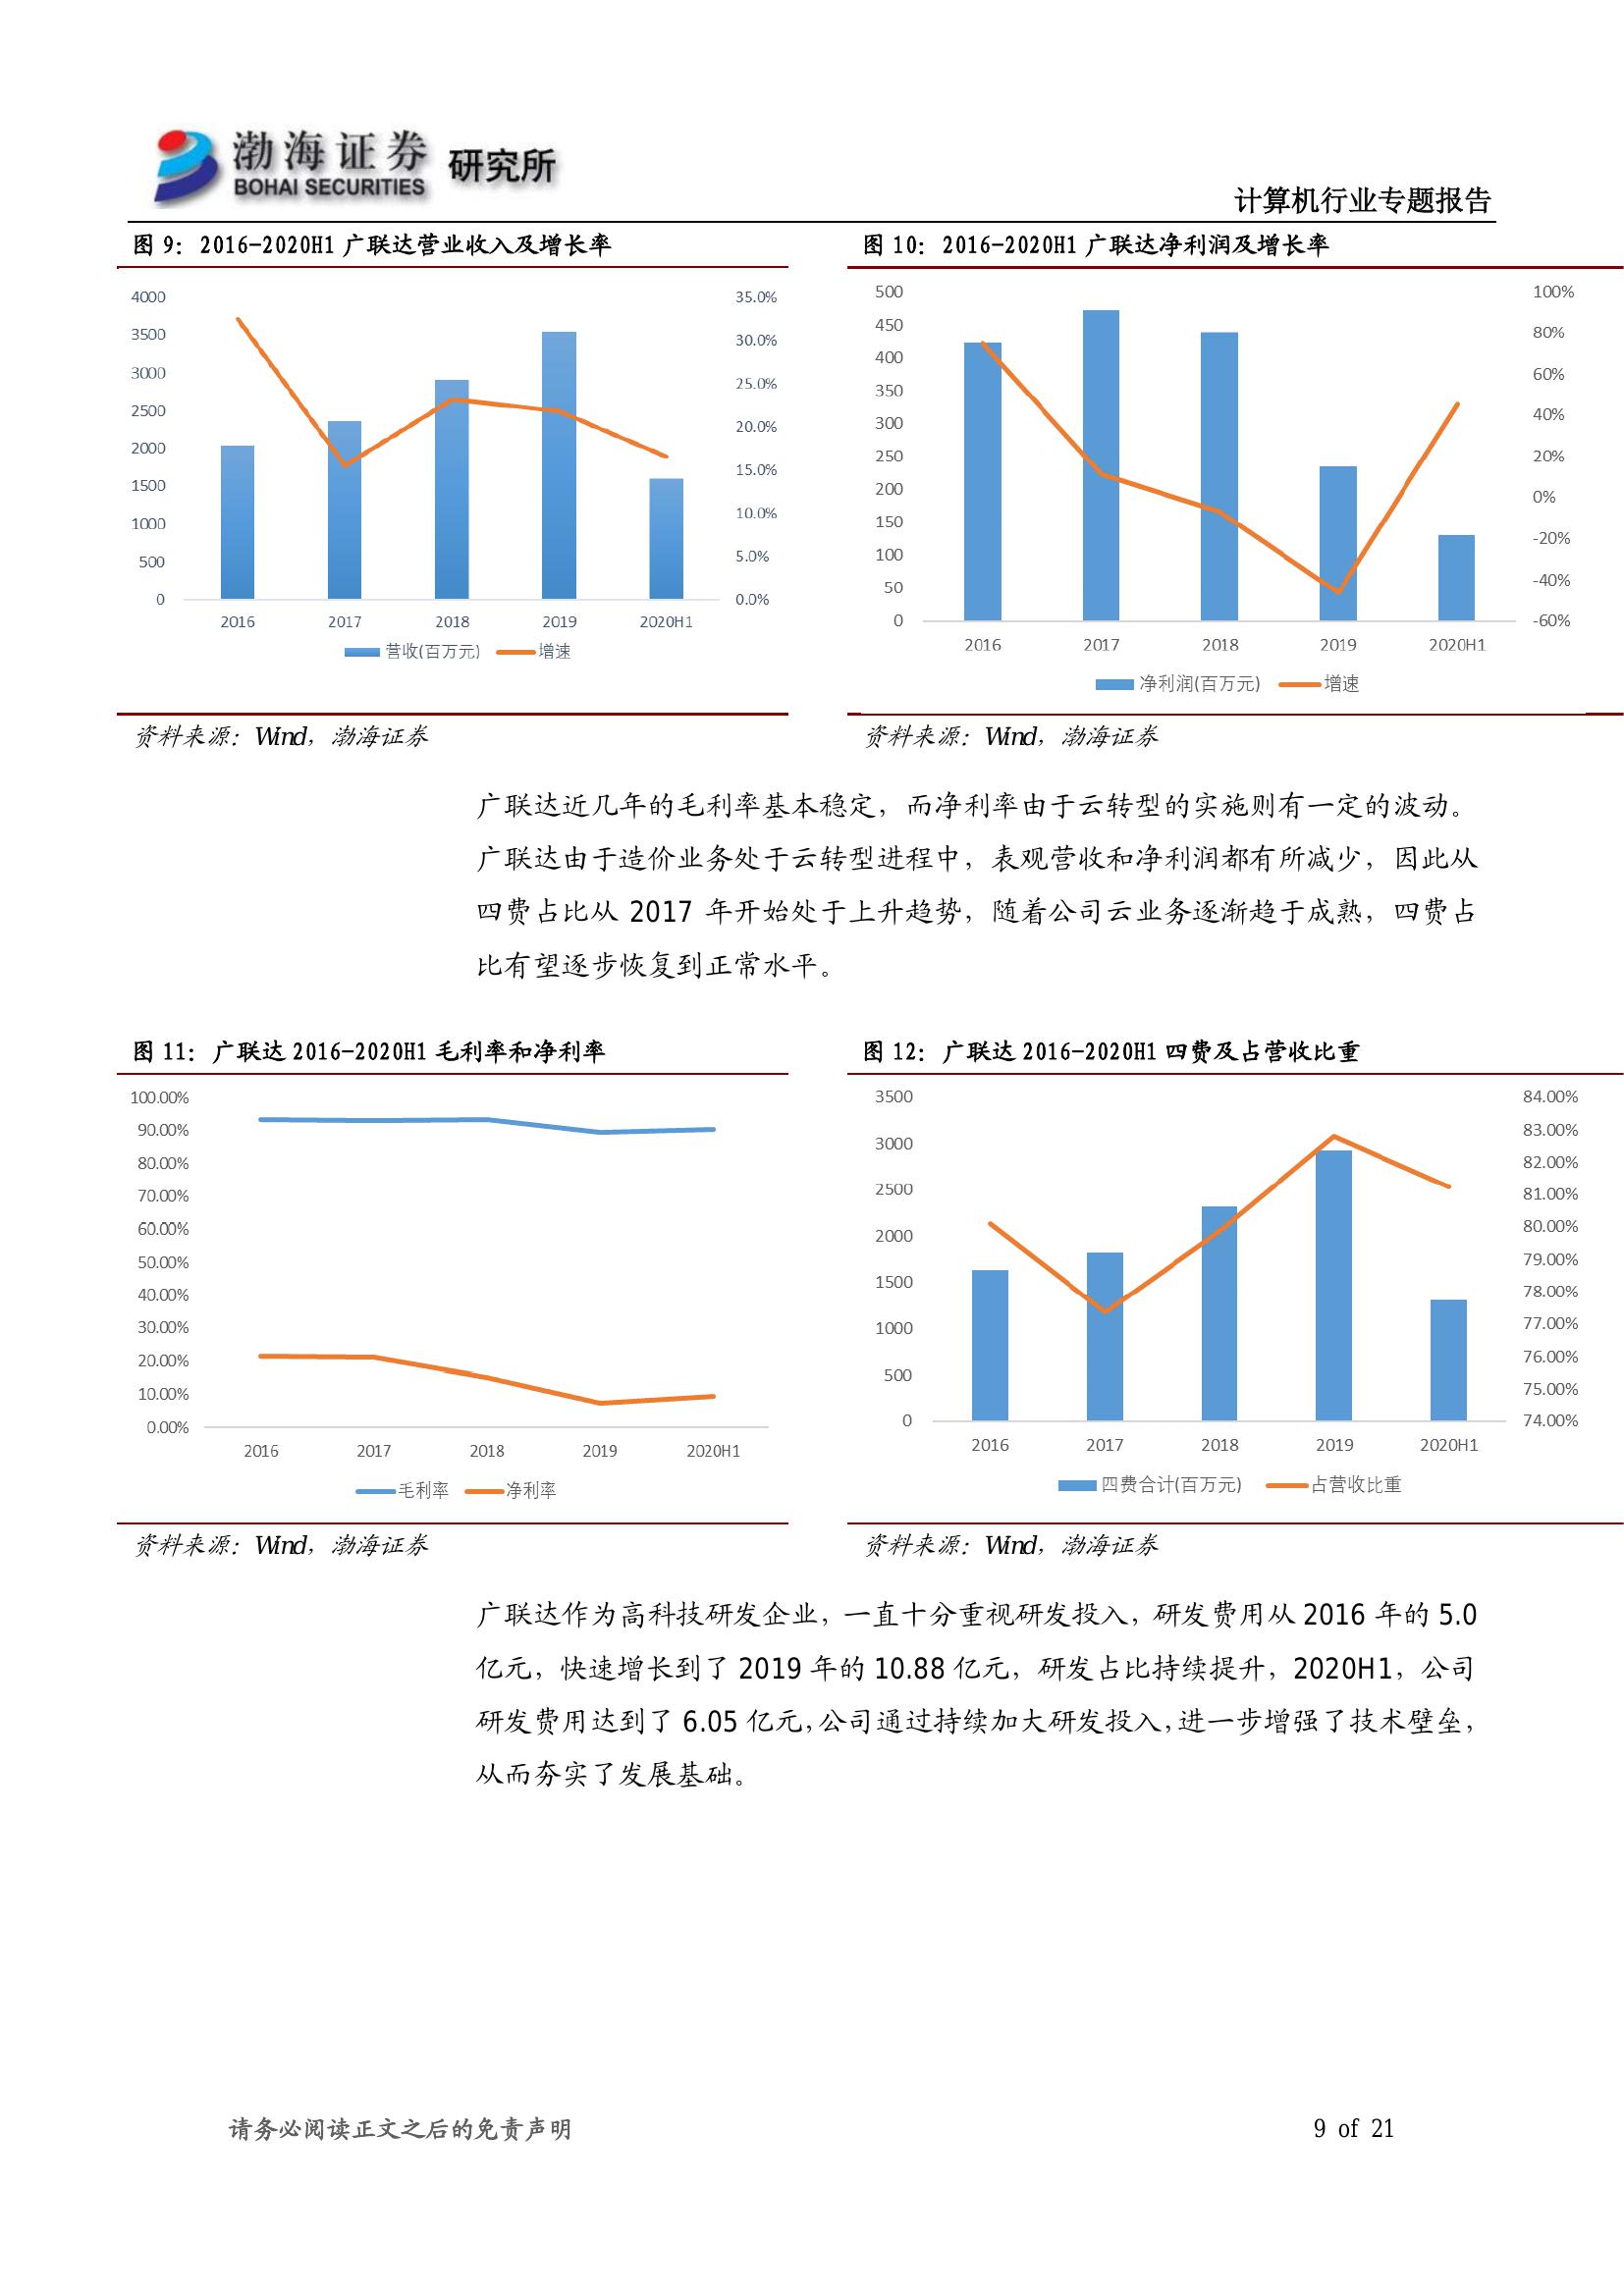 渤海证券 研究所
BOHAI SECURITIES
计算机行业专题报告
图 9：2016-2020H1 广联达营业收入及增长率
4000
3500
3000
2500
2000
1500
1000
500
0
35.0%
30.0%
25.0%
20.0%
15.0%
10.0%
5.0%
0.0%
2016 2017 2018 2019 2020H1
营收(百万元) 增速
资料来源：Wind，渤海证券
图 10：2016-2020H1 广联达净利润及增长率
500
450
400
350
300
250
200
150
100
50
0
100%
80%
60%
40%
20%
0%
-20%
-40%
-60%
2016 2017 2018 2019 2020H1
净利润(百万元) 增速
资料来源：Wind，渤海证券
广联达近几年的毛利率基本稳定，而净利率由于云转型的实施则有一定的波动。
广联达由于造价业务处于云转型进程中，表观营收和净利润都有所减少，因此从
四费占比从 2017 年开始处于上升趋势，随着公司云业务逐渐趋于成熟，四费占
比有望逐步恢复到正常水平。
图 11：广联达 2016-2020H1 毛利率和净利率
100.00%
90.00%
80.00%
70.00%
60.00%
50.00%
40.00%
30.00%
20.00%
10.00%
0.00%
2016 2017 2018 2019 2020H1
毛利率 净利率
资料来源：Wind，渤海证券
图 12：广联达 2016-2020H1 四费及占营收比重
3500
3000
2500
2000
1500
1000
500
0
84.00%
83.00%
82.00%
81.00%
80.00%
79.00%
78.00%
77.00%
76.00%
75.00%
74.00%
2016 2017 2018 2019 2020H1
四费合计(百万元) 占营收比重
资料来源：Wind，渤海证券
广联达作为高科技研发企业，一直十分重视研发投入，研发费用从 2016 年的 5.0
亿元，快速增长到了 2019 年的 10.88 亿元，研发占比持续提升，2020H1，公司
研发费用达到了 6.05 亿元，公司通过持续加大研发投入，进一步增强了技术壁垒，
从而夯实了发展基础。
请务必阅读正文之后的免责声明
9 of 21